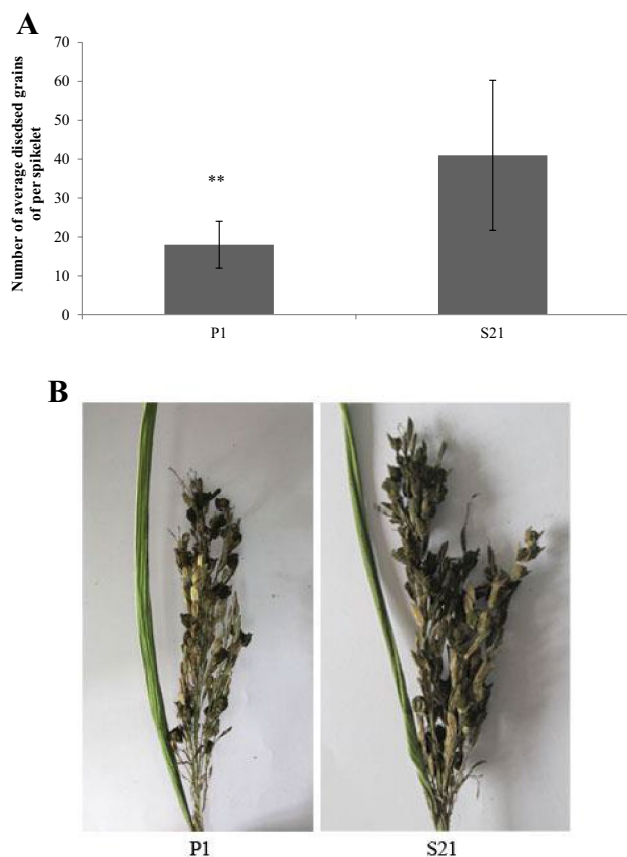 A
Number of average disedsed grains
of per spikelet
70
60
50
40
30
20
10
0
**
P1
S21
B
P1
S21